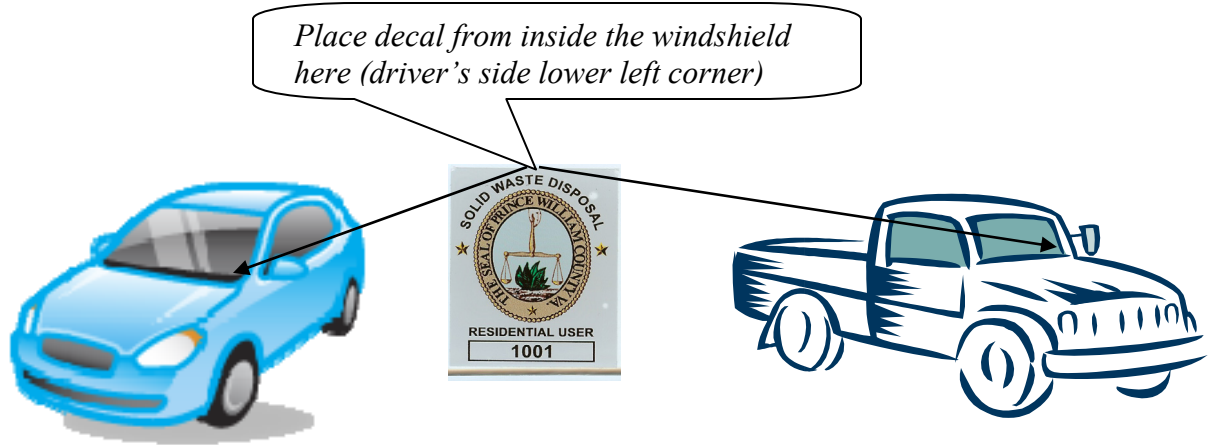 Place decal from inside the windshield
here (driver's side lower left corner)
SOLID WASTE DISPOSAL
THE SEAL OF PRINCE WILLIAM COUNTY VA.
RESIDENTIAL USER
1001